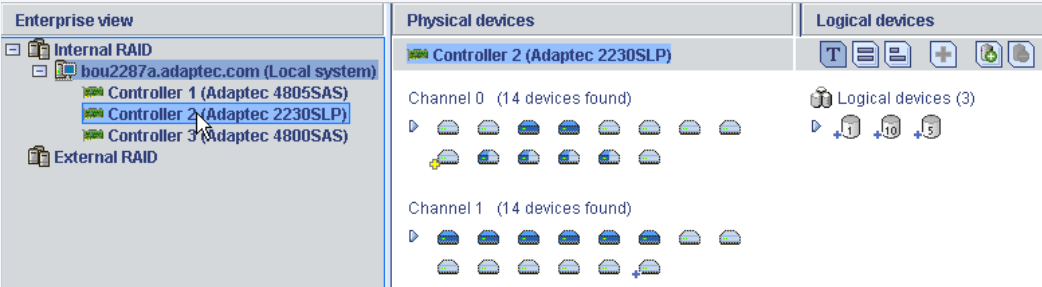 Enterprise view
Internal RAID
bou2287a.adaptec.com (Local system)
Controller 1 (Adaptec 4805SAS)
Controller 2 (Adaptec 2230SLP)
Controller 3 (Adaptec 4800SAS)
External RAID
Physical devices
Controller 2 (Adaptec 2230SLP)
Channel 0 (14 devices found)
Channel 1 (14 devices found)
Logical devices
T
Logical devices (3)
1 10 5